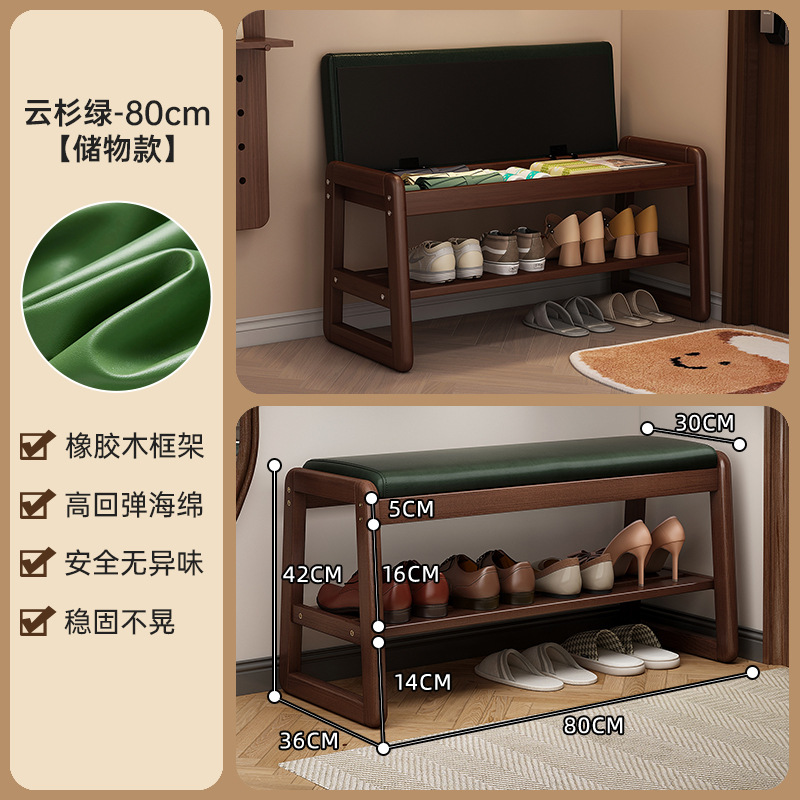 云杉绿-80cm
【储物款】
橡胶木框架
高回弹海绵
安全无异味
稳固不晃
30CM
5CM
42CM
16CM
14CM
36CM
80CM